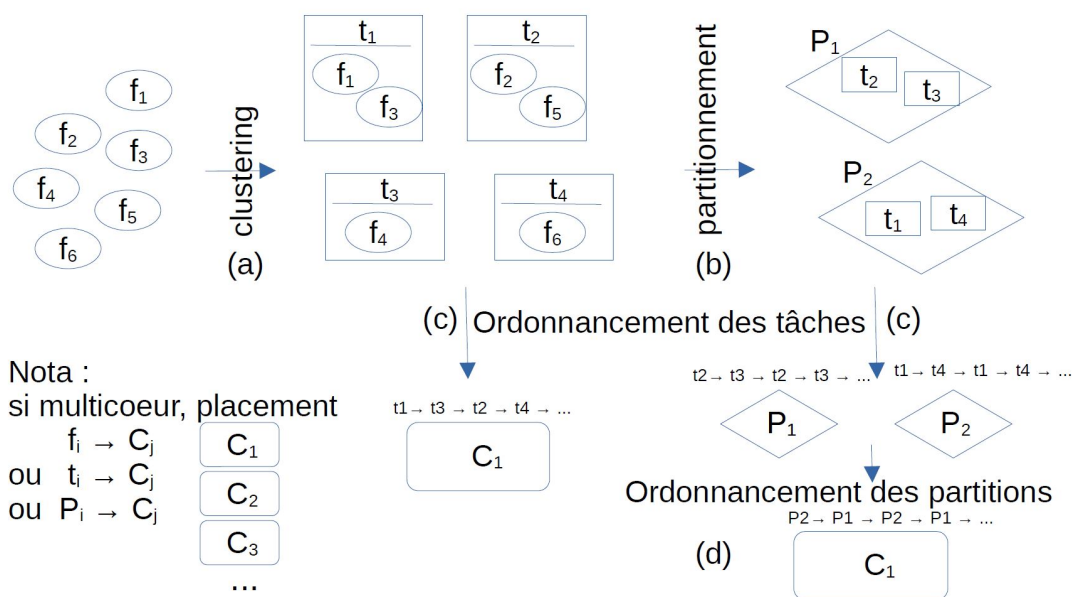 f1
f2
f3
f4
f5
f6
clustering
(a)
t1
f1
f3
t2
f2
f5
t3
f4
t4
f6
partitionnement
(b)
P1
t2
t3
P2
t1
t4
(c) Ordonnancement des tâches (c)
Nota :
si multicoeur, placement
fi → Cj
ou ti → Cj
ou Pi → Cj
C1
C2
C3
...
t1→ t3 → t2 → t4 → ...
C1
t2→ t3 → t2 → t3 → ...
t1→ t4 → t1 → t4 → ...
P1
P2
Ordonnancement des partitions
P2→ P1 → P2 → P1 → ...
(d)
C1